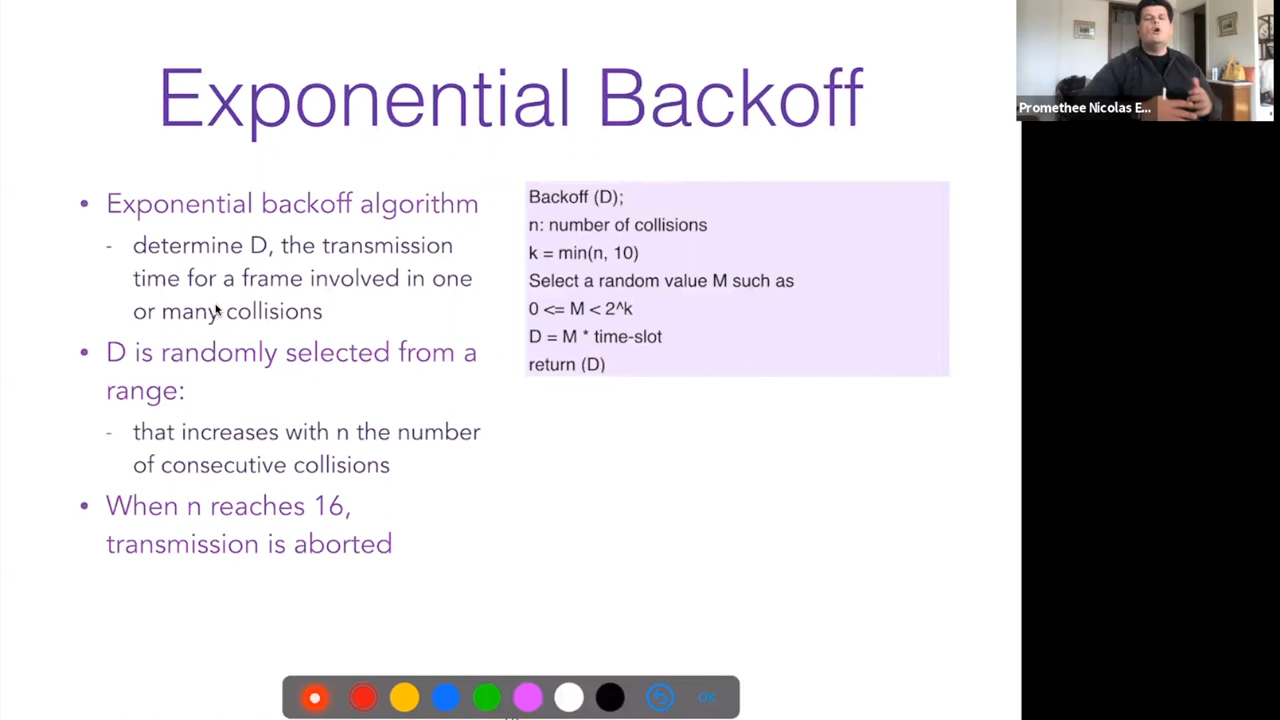 Exponential Backoff
• Exponential backoff algorithm
- determine D, the transmission
time for a frame involved in one
or many collisions
• D is randomly selected from a
range:
- that increases with n the number
of consecutive collisions
• When n reaches 16,
transmission is aborted
Backoff (D);
n: number of collisions
k = min(n, 10)
Select a random value M such as
0 <= M < 2^k
D = M * time-slot
return (D)
Promethee Nicolas E...
OK